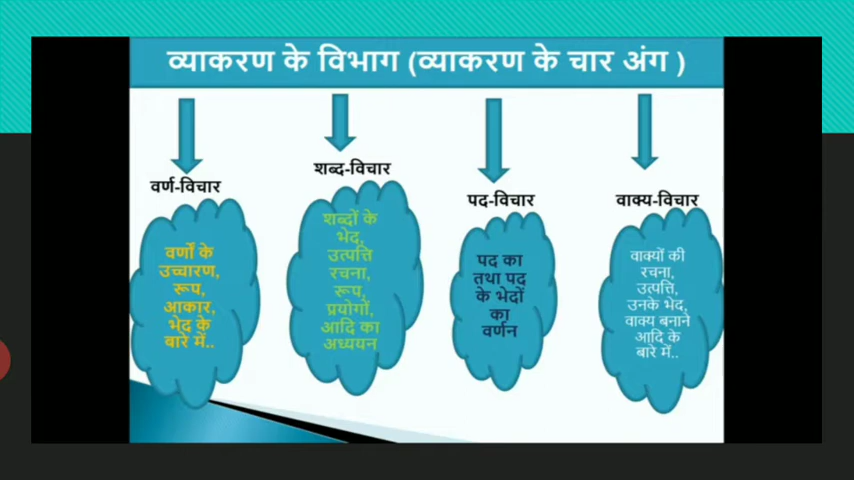 व्याकरण के विभाग (व्याकरण के चार अंग )
वर्ण-विचार
वर्णों के
उच्चारण,
रूप,
आकार,
भेद के
बारे में..
शब्द-विचार
शब्दों के
भेद,
उत्पत्ति
रचना,
रूप,
प्रयोगों,
आदि का
अध्ययन
पद-विचार
पद का
तथा पद
के भेदों
का
वर्णन
वाक्य-विचार
वाक्यों की
रचना,
उत्पत्ति,
उनके भेद,
वाक्य बनाने
आदि के
बारे में..